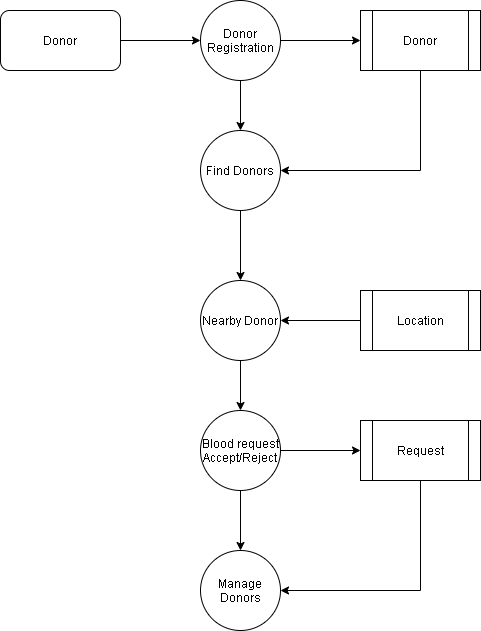 Donor
Donor
Registration
Donor
Find Donors
Nearby Donor
Location
Blood request
Accept/Reject
Request
Manage
Donors